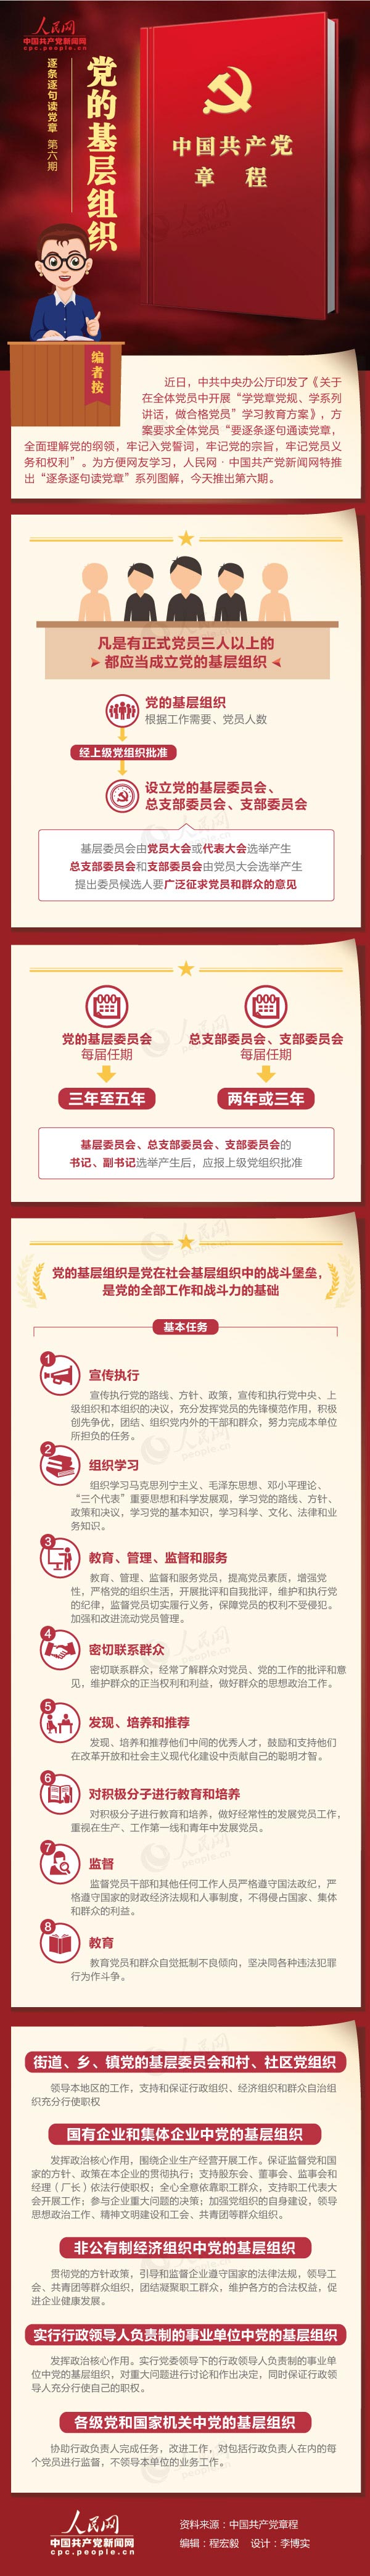 人民网
中国共产党新闻网
cpc.people.com.cn
逐条逐句读党章 第六期
党的基层组织
中国共产党
章 程
编者按
近日，中共中央办公厅印发了《关于
在全体党员中开展“学党章党规、学系列
讲话，做合格党员”学习教育方案》，方
案要求全体党员“要逐条逐句通读党章，
全面理解党的纲领，牢记入党誓词，牢记党的宗旨，牢记党员义
务和权利”。为方便网友学习，人民网·中国共产党新闻网特推
出“逐条逐句读党章”系列图解，今天推出第六期。
凡是有正式党员三人以上的
都应当成立党的基层组织
党的基层组织
根据工作需要、党员人数
经上级党组织批准
设立党的基层委员会、
总支部委员会、支部委员会
基层委员会由党员大会或代表大会选举产生
总支部委员会和支部委员会由党员大会选举产生
提出委员候选人要广泛征求党员和群众的意见
党的基层委员会
每届任期
三年至五年
总支部委员会、支部委员会
每届任期
两年或三年
基层委员会、总支部委员会、支部委员会的
书记、副书记选举产生后，应报上级党组织批准
党的基层组织是党在社会基层组织中的战斗堡垒，
是党的全部工作和战斗力的基础
基本任务
1
宣传执行
宣传执行党的路线、方针、政策，宣传和执行党中央、上
级组织和本组织的决议，充分发挥党员的先锋模范作用，积极
创先争优，团结、组织党内外的干部和群众，努力完成本单位
所担负的任务。
2
组织学习
组织学习马克思列宁主义、毛泽东思想、邓小平理论、
“三个代表”重要思想和科学发展观，学习党的路线、方针、
政策和决议，学习党的基本知识，学习科学、文化、法律和业
务知识。
3
教育、管理、监督和服务
教育、管理、监督和服务党员，提高党员素质，增强党
性，严格党的组织生活，开展批评和自我批评，维护和执行党
的纪律，监督党员切实履行义务，保障党员的权利不受侵犯。
加强和改进流动党员管理。
4
密切联系群众
密切联系群众，经常了解群众对党员、党的工作的批评和意
见，维护群众的正当权利和利益，做好群众的思想政治工作。
5
发现、培养和推荐
发现、培养和推荐他们中间的优秀人才，鼓励和支持他们
在改革开放和社会主义现代化建设中贡献自己的聪明才智。
6
对积极分子进行教育和培养
对积极分子进行教育和培养，做好经常性的发展党员工作，
重视在生产、工作第一线和青年中发展党员。
7
监督
监督党员干部和其他任何工作人员严格遵守国法政纪，严
格遵守国家的财政经济法规和人事制度，不得侵占国家、集体
和群众的利益。
8
教育
教育党员和群众自觉抵制不良倾向，坚决同各种违法犯罪
行为作斗争。
街道、乡、镇党的基层委员会和村、社区党组织
领导本地区的工作，支持和保证行政组织、经济组织和群众自治组
织充分行使职权
国有企业和集体企业中党的基层组织
发挥政治核心作用，围绕企业生产经营开展工作。保证监督党和国
家的方针、政策在本企业的贯彻执行；支持股东会、董事会、监事会和
经理（厂长）依法行使职权；全心全意依靠职工群众，支持职工代表大
会开展工作；参与企业重大问题的决策；加强党组织的自身建设，领导
思想政治工作、精神文明建设和工会、共青团等群众组织。
非公有制经济组织中党的基层组织
贯彻党的方针政策，引导和监督企业遵守国家的法律法规，领导工
会、共青团等群众组织，团结凝聚职工群众，维护各方的合法权益，促
进企业健康发展。
实行行政领导人负责制的事业单位中党的基层组织
发挥政治核心作用。实行党委领导下的行政领导人负责制的事业单
位中党的基层组织，对重大问题进行讨论和作出决定，同时保证行政领
导人充分行使自己的职权。
各级党和国家机关中党的基层组织
协助行政负责人完成任务，改进工作，对包括行政负责人在内的每
个党员进行监督，不领导本单位的业务工作。
人民网
中国共产党新闻网
cpc.people.com.cn
资料来源：中国共产党章程
编辑：程宏毅 设计：李博实